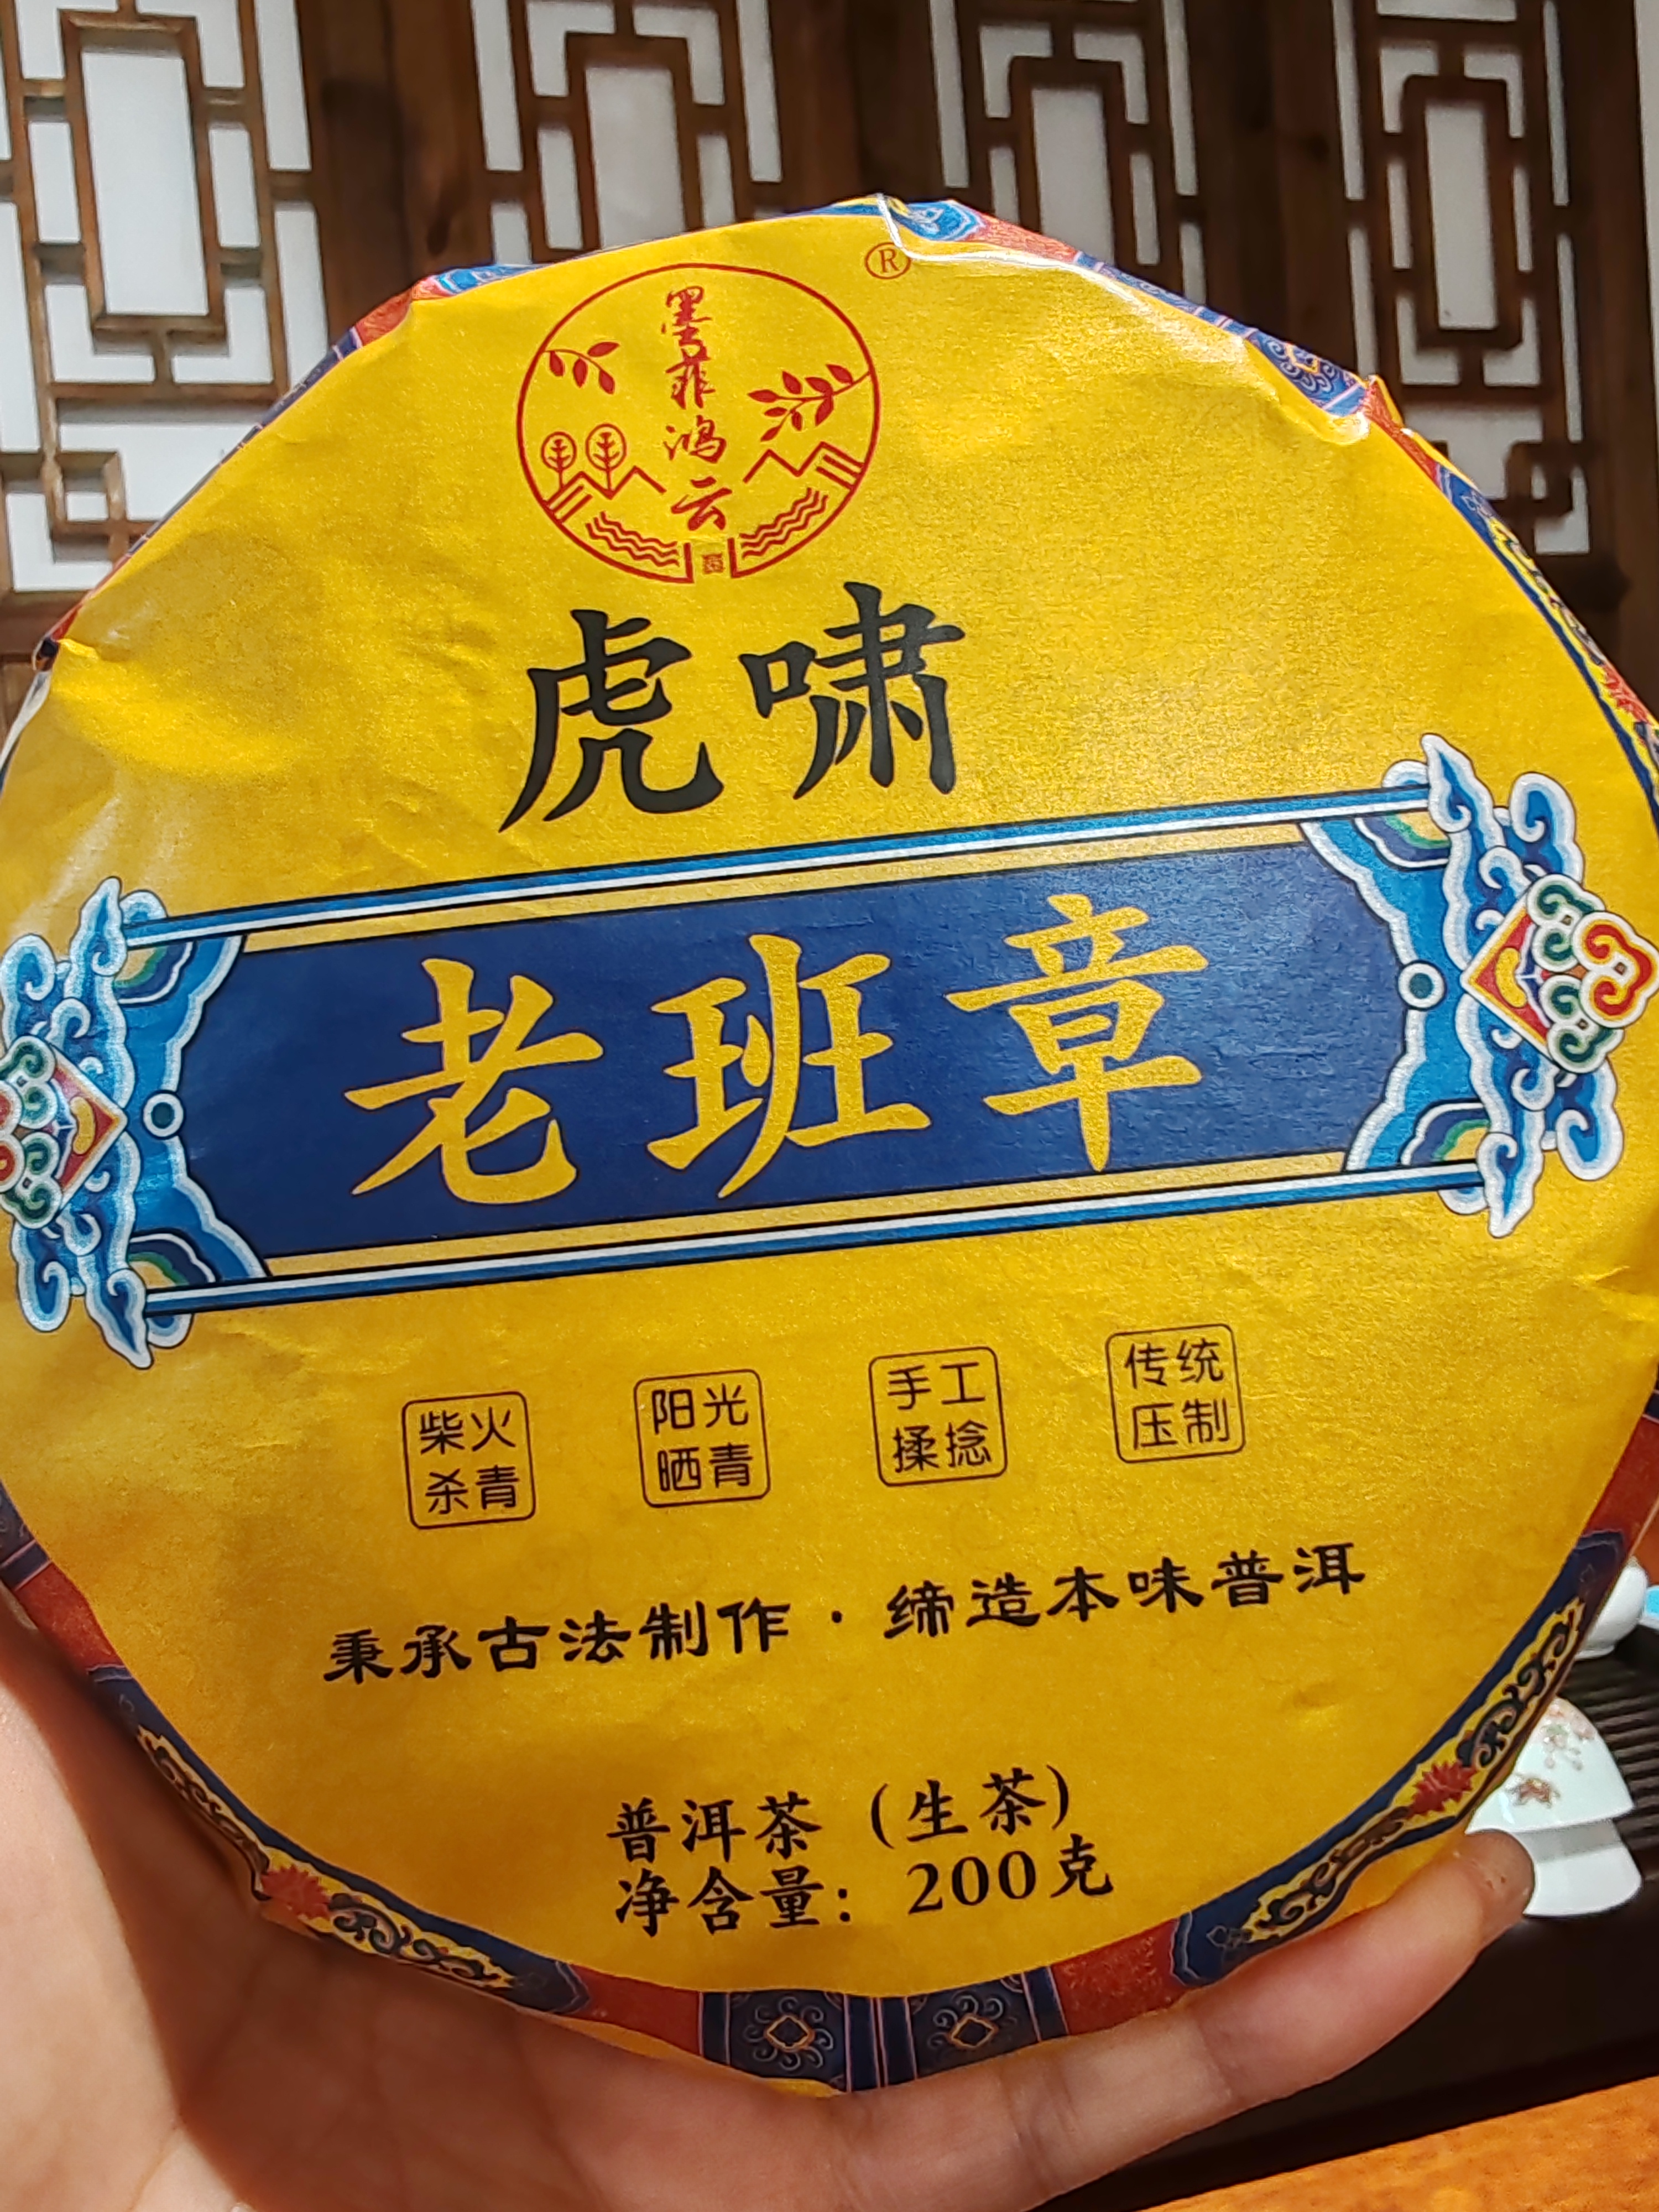 墨菲鸿云
®
虎啸
老班章
柴火 阳光 手工 传统
杀青 晒青 揉捻 压制
秉承古法制作·缔造本味普洱
普洱茶（生茶）
净含量：200克